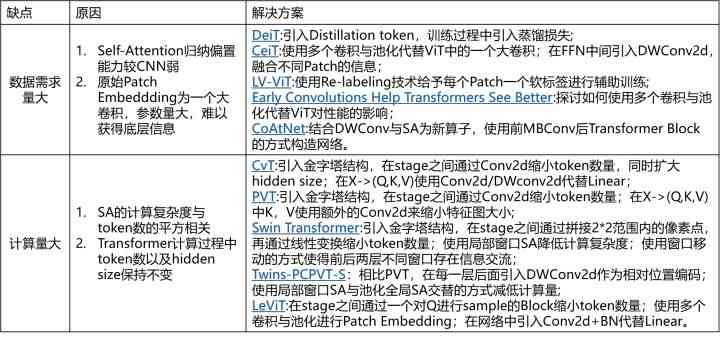 缺点
原因
解决方案
数据需求
量大
1. Self-Attention归纳偏置
能力较CNN弱
2. 原始Patch
Embeddding为一个大
卷积，参数量大，难以
获得底层信息
DeiT:引入Distillation token，训练过程中引入蒸馏损失;
CeiT:使用多个卷积与池化代替ViT中的一个大卷积；在FFN中间引入DWConv2d，
融合不同Patch的信息；
LV-ViT:使用Re-labeling技术给予每个Patch一个软标签进行辅助训练;
Early Convolutions Help Transformers See Better:探讨如何使用多个卷积与池
化代替ViT对性能的影响；
CoAtNet:结合DWConv与SA为新算子，使用前MBConv后Transformer Block
的方式构造网络。
计算量大
1. SA的计算复杂度与
token数的平方相关
2. Transformer计算过程中
token数以及hidden
size保持不变
CvT:引入金字塔结构，在stage之间通过Conv2d缩小token数量，同时扩大
hidden size；在X->(Q,K,V)使用Conv2d/DWconv2d代替Linear；
PVT:引入金字塔结构，在stage之间通过Conv2d缩小token数量；在X->(Q,K,V)
中K，V使用额外的Conv2d来缩小特征图大小;
Swin Transformer:引入金字塔结构，在stage之间通过拼接2*2范围内的像素点，
再通过线性变换缩小token数量；使用局部窗口SA降低计算复杂度；使用窗口移
动的方式使得前后两层不同窗口存在信息交流；
Twins-PCPVT-S：相比PVT，在每一层后面引入DWConv2d作为相对位置编码；
使用局部窗口SA与池化全局SA交替的方式减低计算量;
LeViT:在stage之间通过一个对Q进行sample的Block缩小token数量；使用多个
卷积与池化进行Patch Embedding；在网络中引入Conv2d+BN代替Linear。